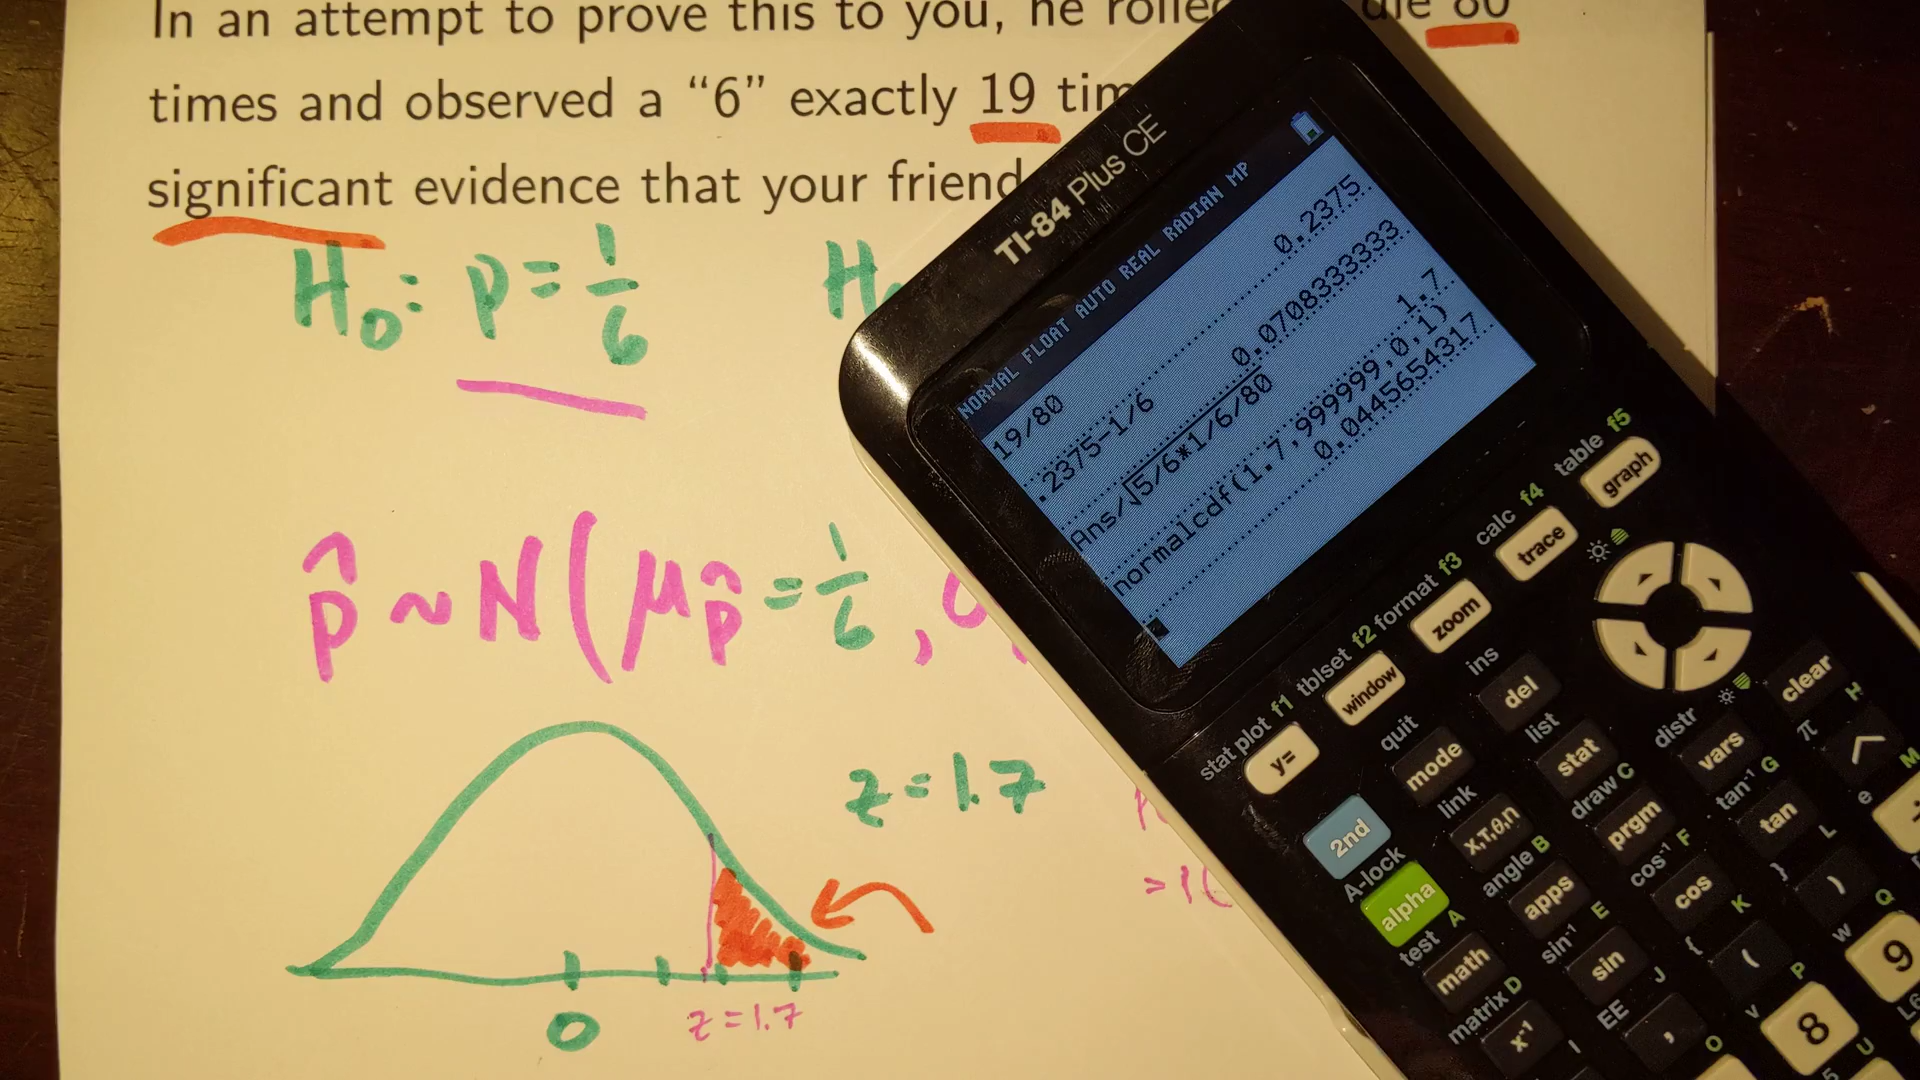 In an attempt to prove this to you, he rolled die 80
times and observed a “6” exactly 19
significant evidence that your friend
H₀: p = 1/6 H
p̂ ~ N(μp̂ = 1/6 ,
z = 1.7
0
z = 1.7
TI-84 Plus CE
NORMAL FLOAT AUTO REAL RADIAN MP
19/80
0.2375
.2375-1/6
0.0708333333
Ans/√5/6*1/6/80
1.7
normalcdf(1.7,999999,0,1)
0.0445654317
stat plot f1 tblset f2 format f3 calc f4 table f5
y= window zoom trace graph
quit ins
2nd mode del
A-lock link list
alpha X,T,θ,n stat
test A angle B draw C distr
math apps prgm vars clear
matrix D sin⁻¹ E cos⁻¹ F tan⁻¹ G π H
x⁻¹ sin cos tan ^
EE J { K } L e M
, ( )
O v P w Q
8 9
U L6
5